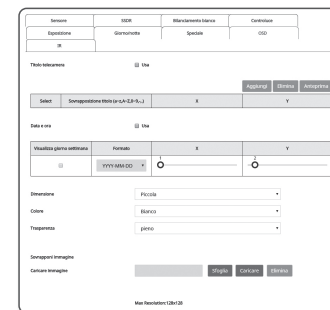 Sensore SSDR Bilanciamento bianco Controluce
Esposizione Giorno/notte Speciale OSD
IR
Titolo telecamera Usa
Aggiungi Elimina Anteprima
Select Sovrapposizione titolo (a~z,A~Z,0~9,-,.) X Y
Data e ora Usa
Visualizza giorno settimana Formato X Y
YYYY-MM-DD 1 2
Dimensione Piccola
Colore Bianco
Trasparenza pieno
Sovrapponi immagine
Caricare immagine Sfoglia Caricare Elimina
Max Resolution:128x128